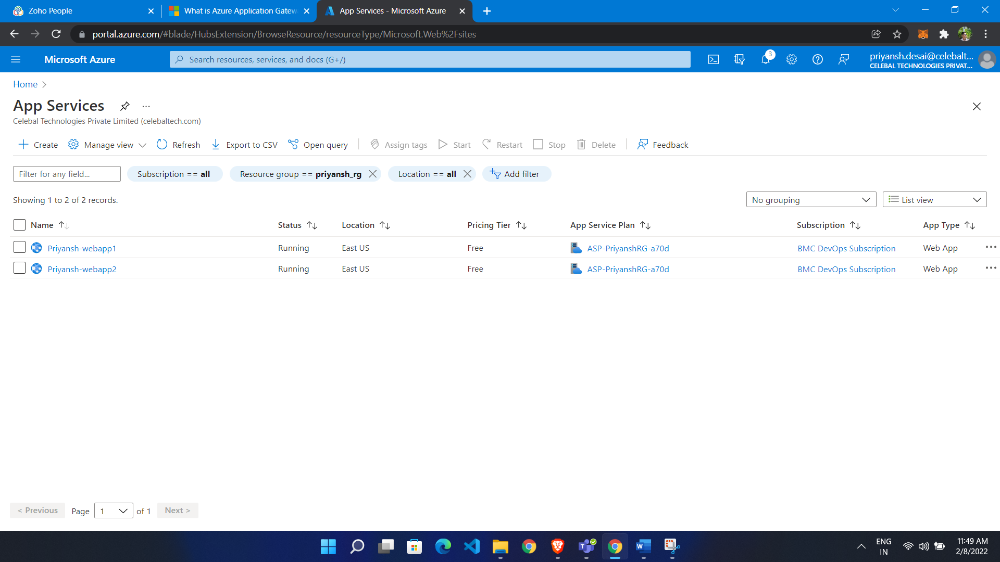 Zoho People
What is Azure Application Gatew
App Services - Microsoft Azure
portal.azure.com/#blade/HubsExtension/BrowseResource/resourceType/Microsoft.Web%2Fsites
Microsoft Azure
Search resources, services, and docs (G+/)
3
priyansh.desai@celebalt...
CELEBAL TECHNOLOGIES PRIVAT...
Home
App Services
...
Celebal Technologies Private Limited (celebaltech.com)
Create
Manage view
Refresh
Export to CSV
Open query
Assign tags
Start
Restart
Stop
Delete
Feedback
Filter for any field...
Subscription == all
Resource group == priyansh_rg
Location == all
Add filter
Showing 1 to 2 of 2 records.
No grouping
List view
Name Status Location Pricing Tier App Service Plan Subscription App Type
Priyansh-webapp1 Running East US Free ASP-PriyanshRG-a70d BMC DevOps Subscription Web App ...
Priyansh-webapp2 Running East US Free ASP-PriyanshRG-a70d BMC DevOps Subscription Web App ...
< Previous Page 1 of 1 Next >
ENG
IN
11:49 AM
2/8/2022